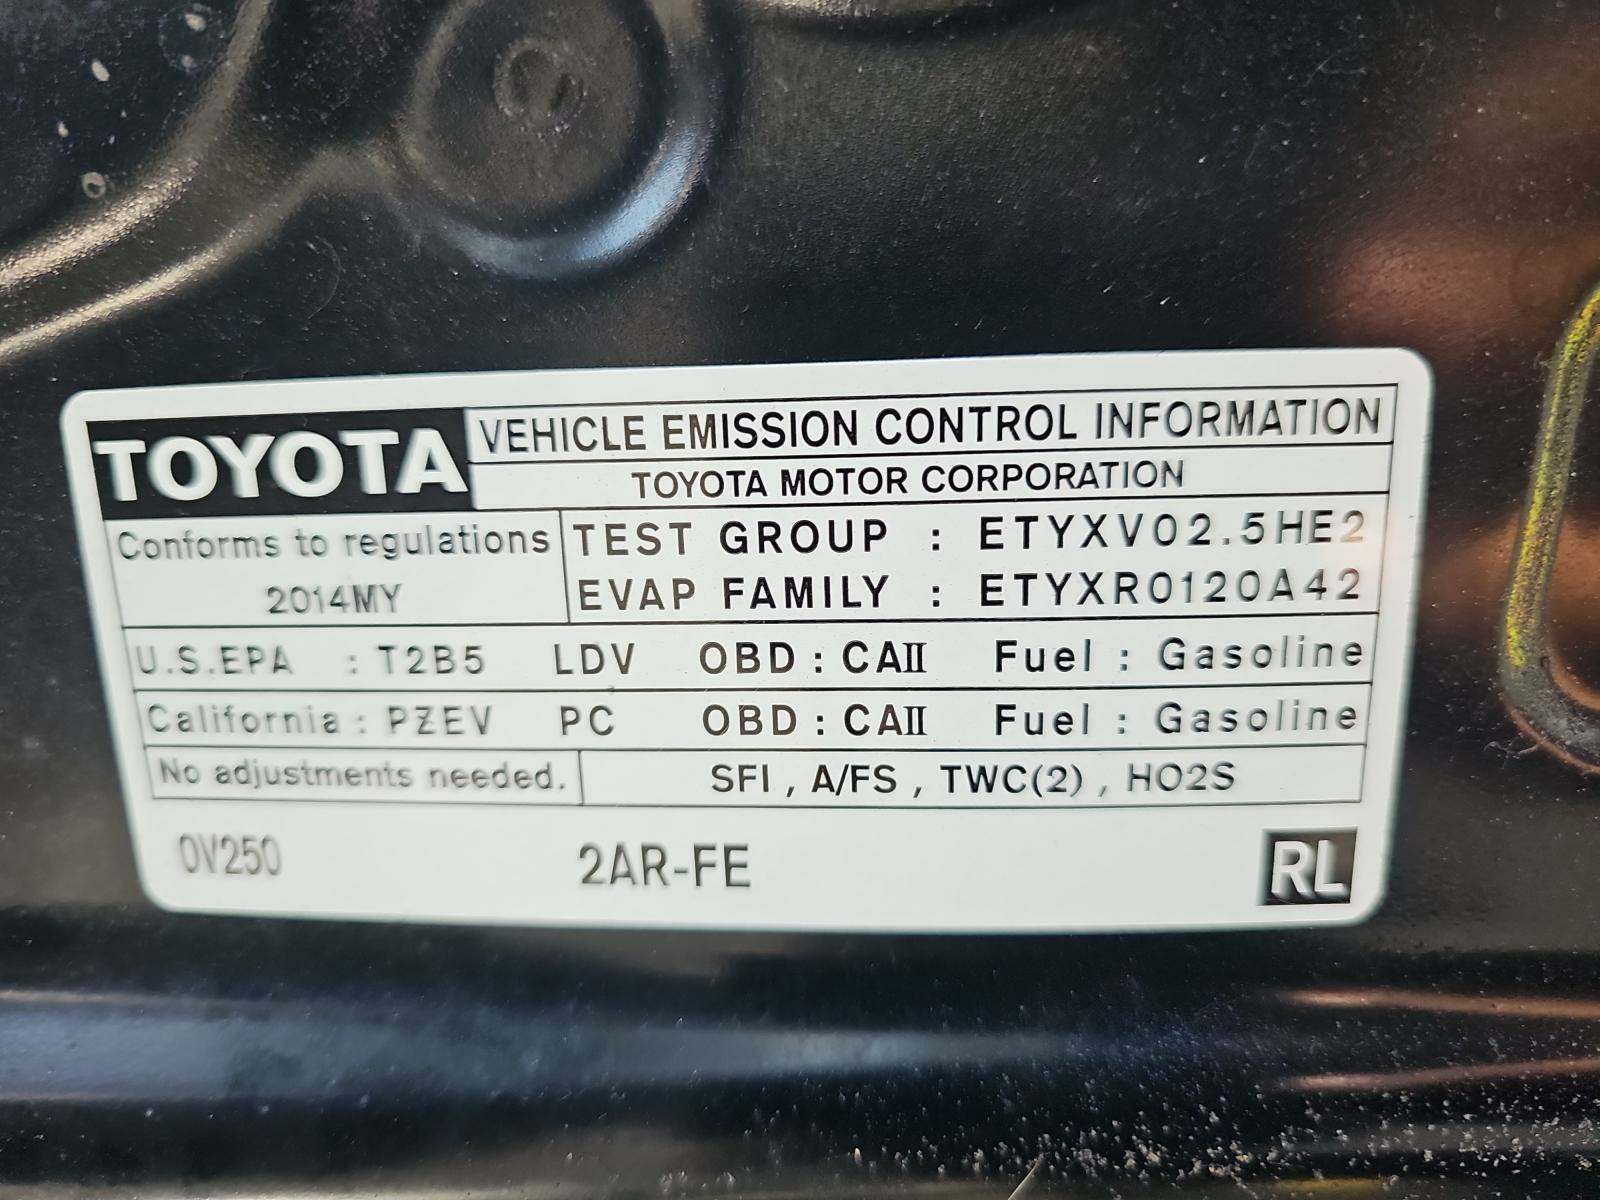 TOYOTA VEHICLE EMISSION CONTROL INFORMATION
TOYOTA MOTOR CORPORATION
Conforms to regulations
2014MY
TEST GROUP : ETYXV02.5HE2
EVAP FAMILY : ETYXR0120A42
U.S.EPA : T2B5 LDV OBD : CAII Fuel : Gasoline
California : PZEV PC OBD : CAII Fuel : Gasoline
No adjustments needed. SFI , A/FS , TWC(2) , HO2S
0V250 2AR-FE RL